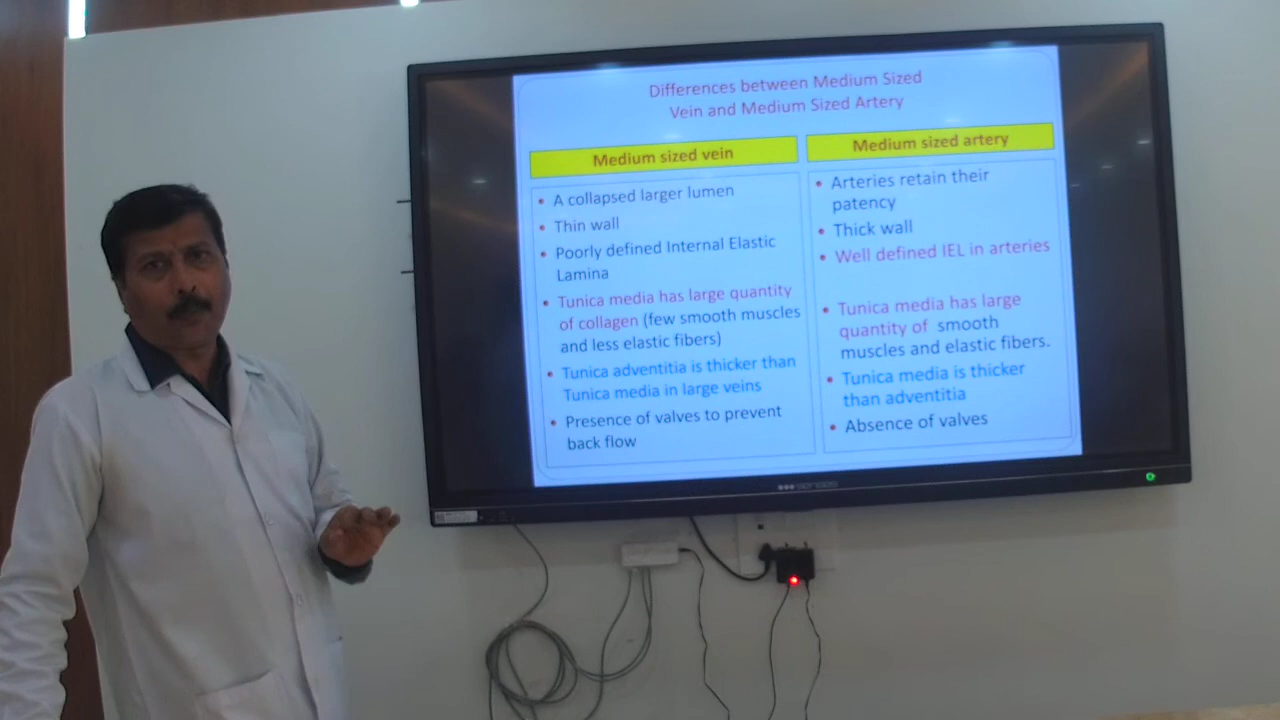 Differences between Medium Sized
Vein and Medium Sized Artery
Medium sized vein
• A collapsed larger lumen
• Thin wall
• Poorly defined Internal Elastic
Lamina
• Tunica media has large quantity
of collagen (few smooth muscles
and less elastic fibers)
• Tunica adventitia is thicker than
Tunica media in large veins
• Presence of valves to prevent
back flow
Medium sized artery
• Arteries retain their
patency
• Thick wall
• Well defined IEL in arteries
• Tunica media has large
quantity of smooth
muscles and elastic fibers.
• Tunica media is thicker
than adventitia
• Absence of valves